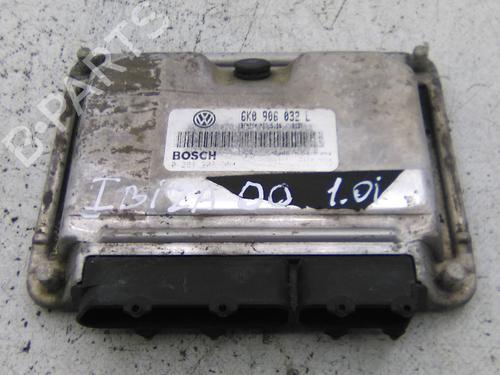 B-PARTS
6K0 906 032 L
BOSCH
IBIZA 00 1.0i